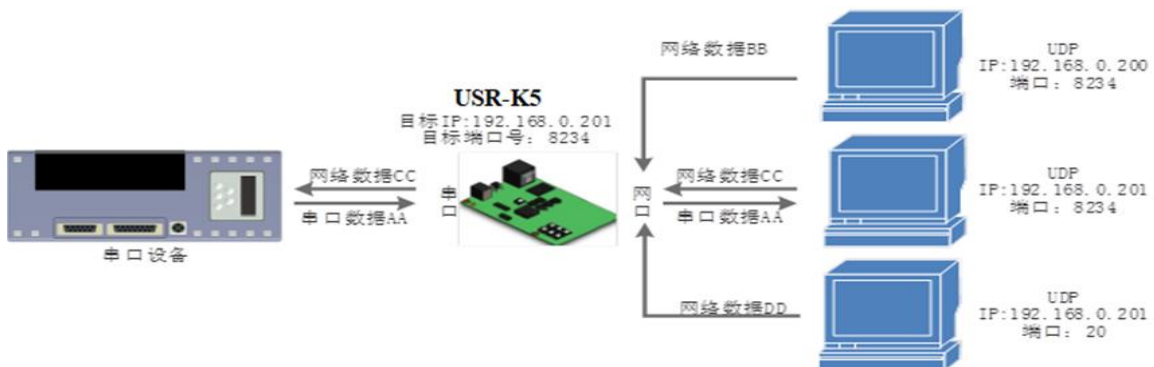 网络数据BB
UDP
IP:192.168.0.200
端口: 8234
USR-K5
目标IP:192.168.0.201
目标端口号: 8234
网络数据CC
串口数据AA
串口设备
串口
网口
网络数据CC
串口数据AA
UDP
IP:192.168.0.201
端口: 8234
网络数据DD
UDP
IP:192.168.0.201
端口: 20